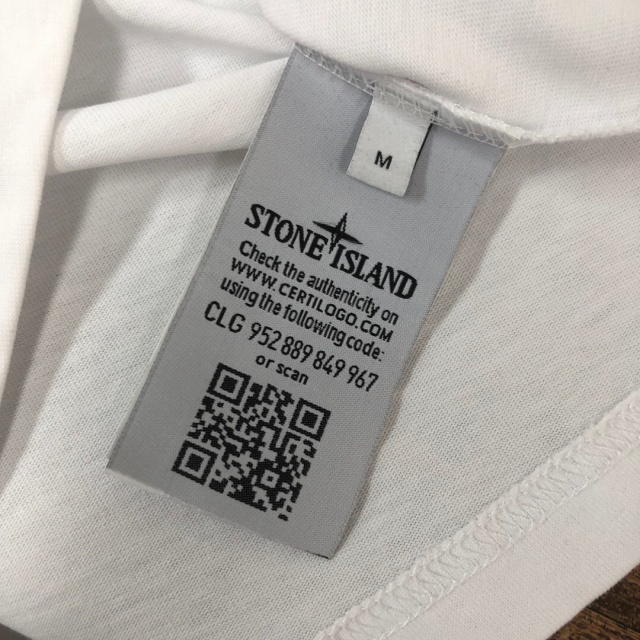 M
STONE ISLAND
Check the authenticity on
WWW.CERTILOGO.COM
using the following code:
CLG 952 889 849 967
or scan